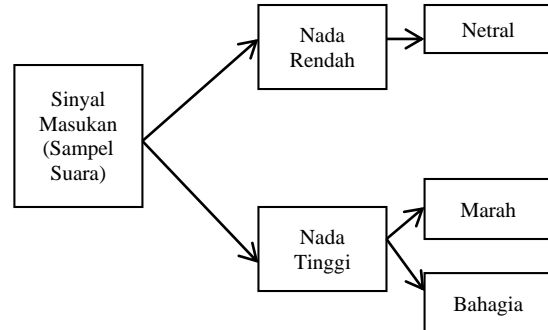 Sinyal
Masukan
(Sampel
Suara)
Nada
Rendah
Netral
Nada
Tinggi
Marah
Bahagia